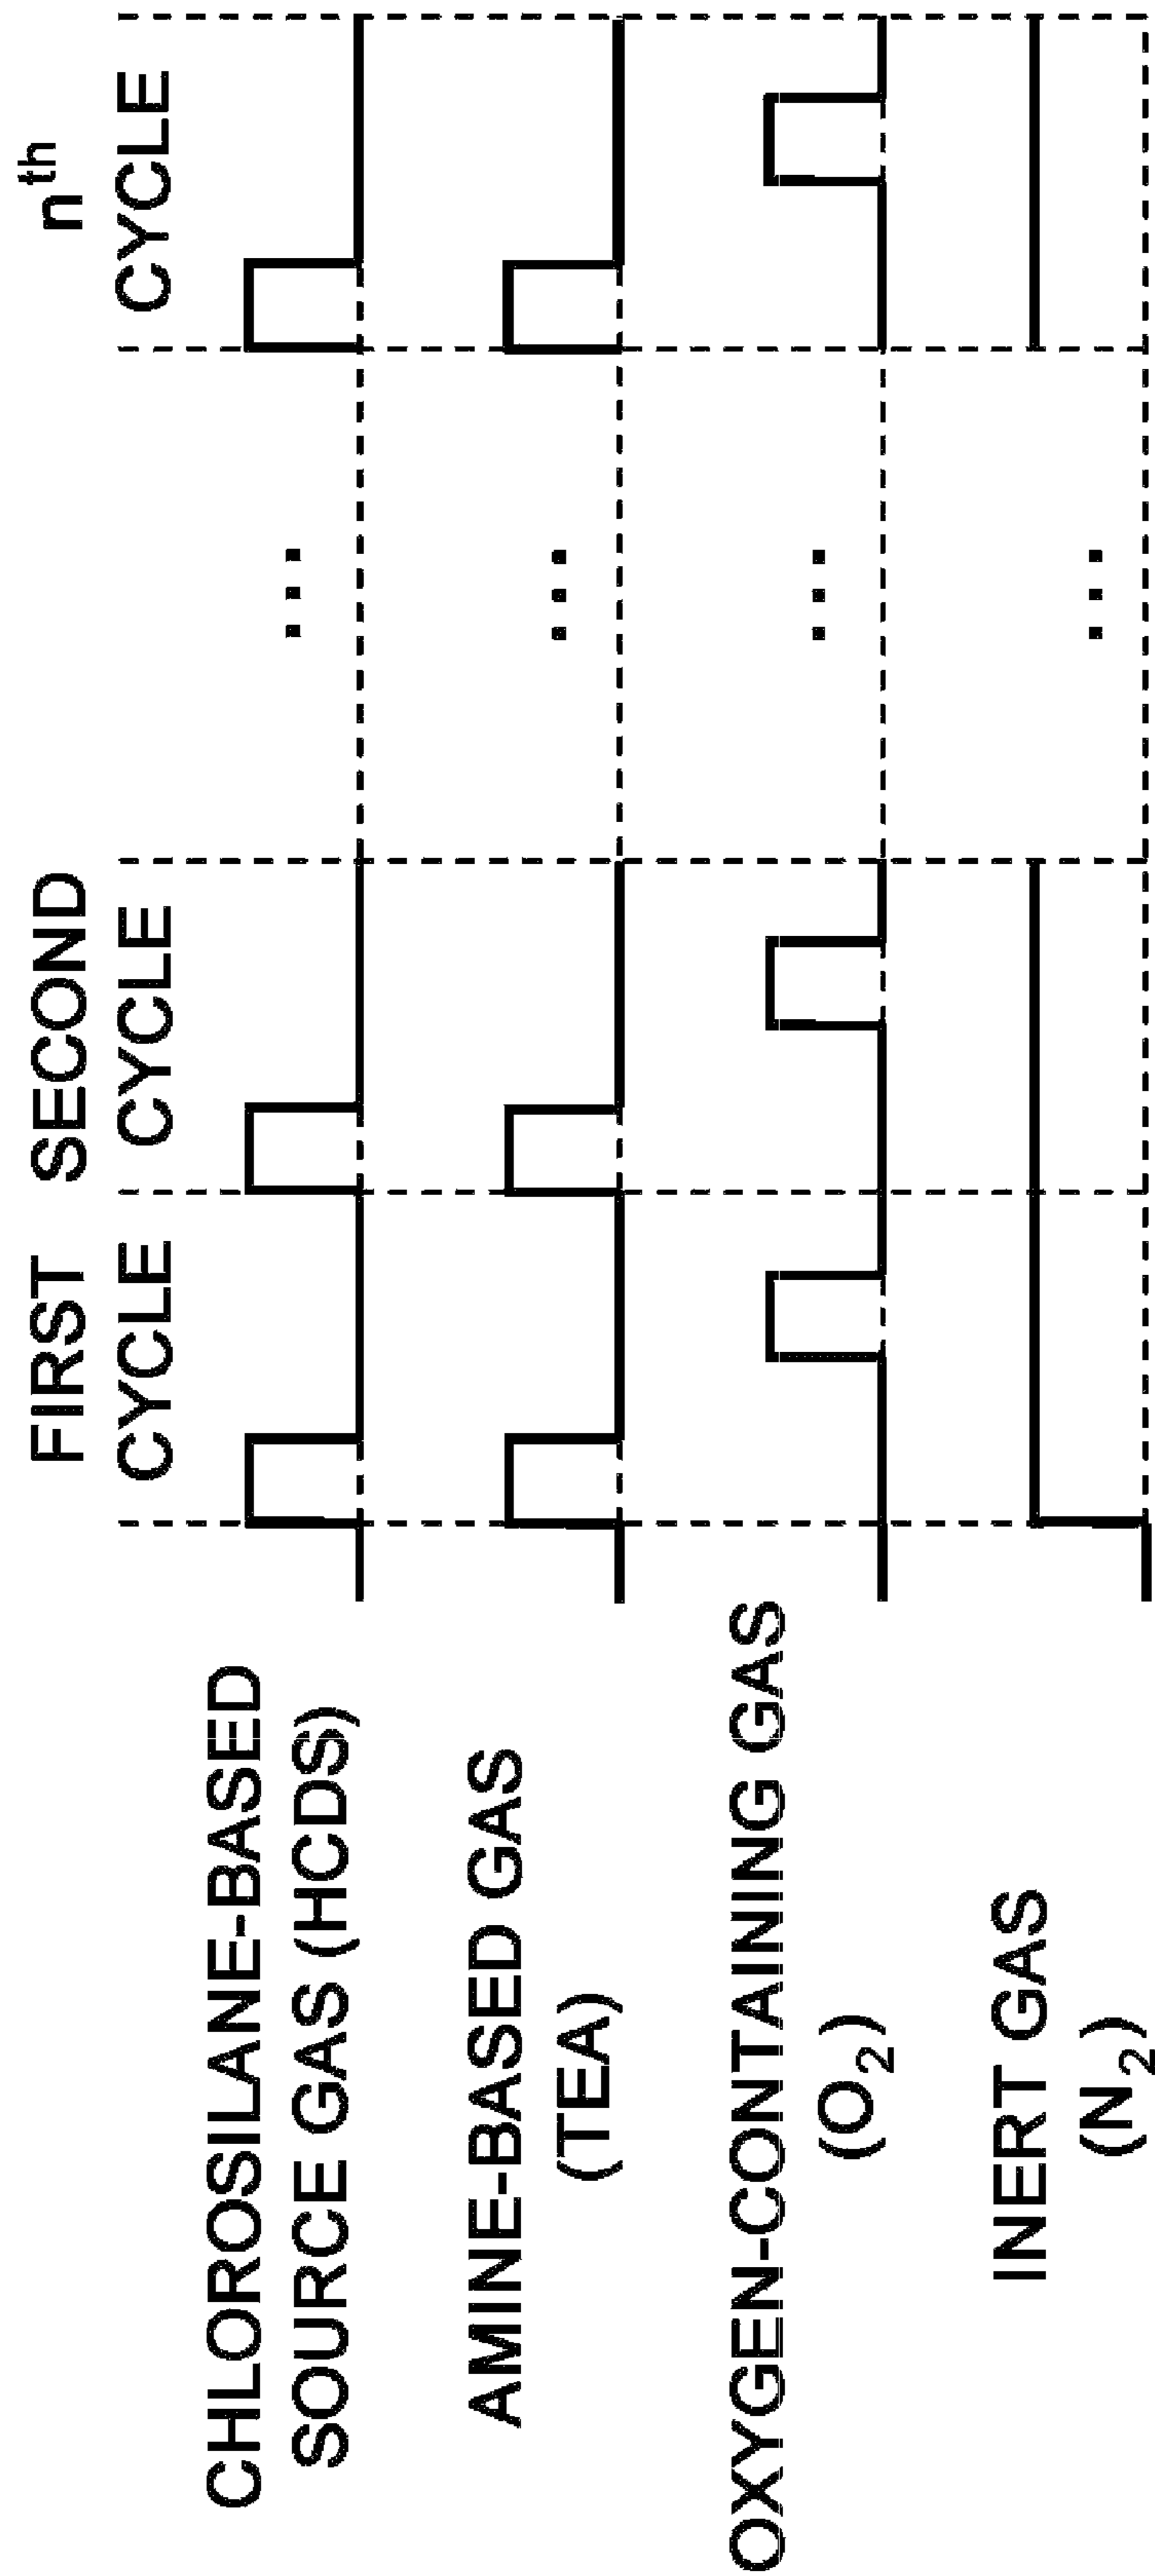 FIRST SECOND
CYCLE CYCLE
nth
CYCLE
CHLOROSILANE-BASED
SOURCE GAS (HCDS)
...
AMINE-BASED GAS
(TEA)
...
OXYGEN-CONTAINING GAS
(O2)
...
INERT GAS
(N2)
...